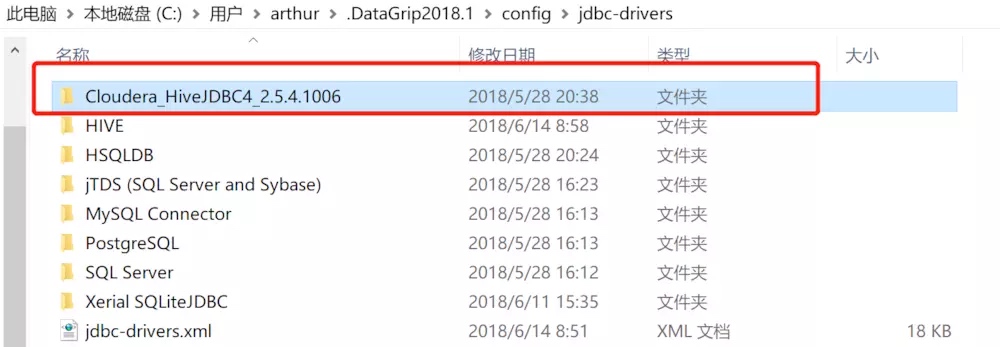 此电脑 › 本地磁盘 (C:) › 用户 › arthur › .DataGrip2018.1 › config › jdbc-drivers
名称 修改日期 类型 大小
Cloudera_HiveJDBC4_2.5.4.1006 2018/5/28 20:38 文件夹
HIVE 2018/6/14 8:58 文件夹
HSQLDB 2018/5/28 20:24 文件夹
jTDS (SQL Server and Sybase) 2018/5/28 16:23 文件夹
MySQL Connector 2018/5/28 16:13 文件夹
PostgreSQL 2018/5/28 16:13 文件夹
SQL Server 2018/5/28 16:12 文件夹
Xerial SQLiteJDBC 2018/6/11 15:35 文件夹
jdbc-drivers.xml 2018/6/14 8:51 XML 文档 18 KB